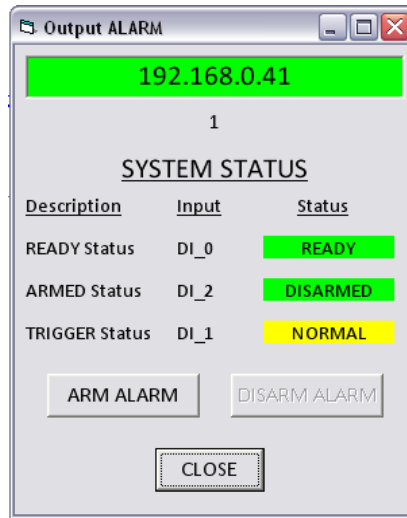 Output ALARM
192.168.0.41
1
SYSTEM STATUS
Description Input Status
READY Status DI_0 READY
ARMED Status DI_2 DISARMED
TRIGGER Status DI_1 NORMAL
ARM ALARM DISARM ALARM
CLOSE